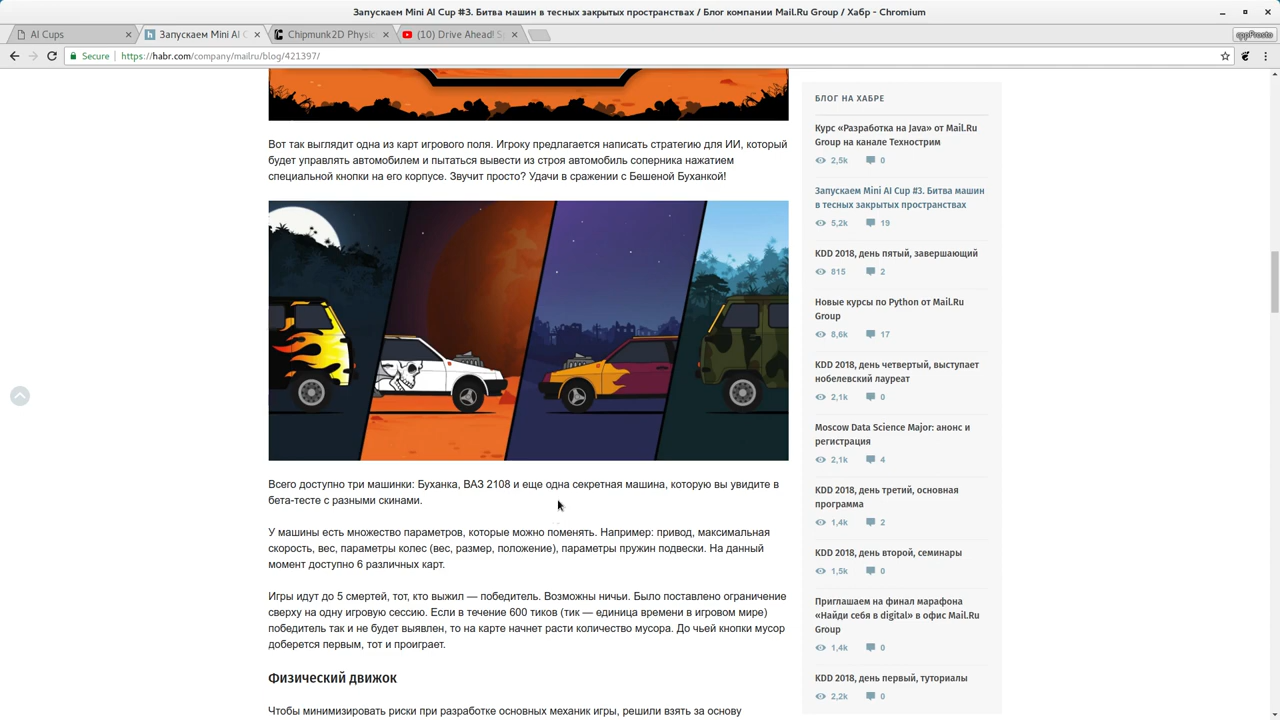 Запускаем Mini AI Cup #3. Битва машин в тесных закрытых пространствах / Блог компании Mail.Ru Group / Хабр - Chromium
AI Cups
Запускаем Mini AI C
Chipmunk2D Physic
(10) Drive Ahead! S
cppProsto
Secure
https://habr.com/company/mailru/blog/421397/
Вот так выглядит одна из карт игрового поля. Игроку предлагается написать стратегию для ИИ, который
будет управлять автомобилем и пытаться вывести из строя автомобиль соперника нажатием
специальной кнопки на его корпусе. Звучит просто? Удачи в сражении с Бешеной Буханкой!
Всего доступно три машинки: Буханка, ВАЗ 2108 и еще одна секретная машина, которую вы увидите в
бета-тесте с разными скинами.
У машины есть множество параметров, которые можно поменять. Например: привод, максимальная
скорость, вес, параметры колес (вес, размер, положение), параметры пружин подвески. На данный
момент доступно 6 различных карт.
Игры идут до 5 смертей, тот, кто выжил — победитель. Возможны ничьи. Было поставлено ограничение
сверху на одну игровую сессию. Если в течение 600 тиков (тик — единица времени в игровом мире)
победитель так и не будет выявлен, то на карте начнет расти количество мусора. До чьей кнопки мусор
доберется первым, тот и проиграет.
Физический движок
Чтобы минимизировать риски при разработке основных механик игры, решили взять за основу
БЛОГ НА ХАБРЕ
Курс «Разработка на Java» от Mail.Ru
Group на канале Технострим
2,5k 0
Запускаем Mini AI Cup #3. Битва машин
в тесных закрытых пространствах
5,2k 19
KDD 2018, день пятый, завершающий
815 2
Новые курсы по Python от Mail.Ru
Group
8,6k 17
KDD 2018, день четвертый, выступает
нобелевский лауреат
2,1k 0
Moscow Data Science Major: анонс и
регистрация
2,1k 4
KDD 2018, день третий, основная
программа
1,4k 2
KDD 2018, день второй, семинары
1,5k 0
Приглашаем на финал марафона
«Найди себя в digital» в офис Mail.Ru
Group
1,4k 0
KDD 2018, день первый, туториалы
2,2k 0